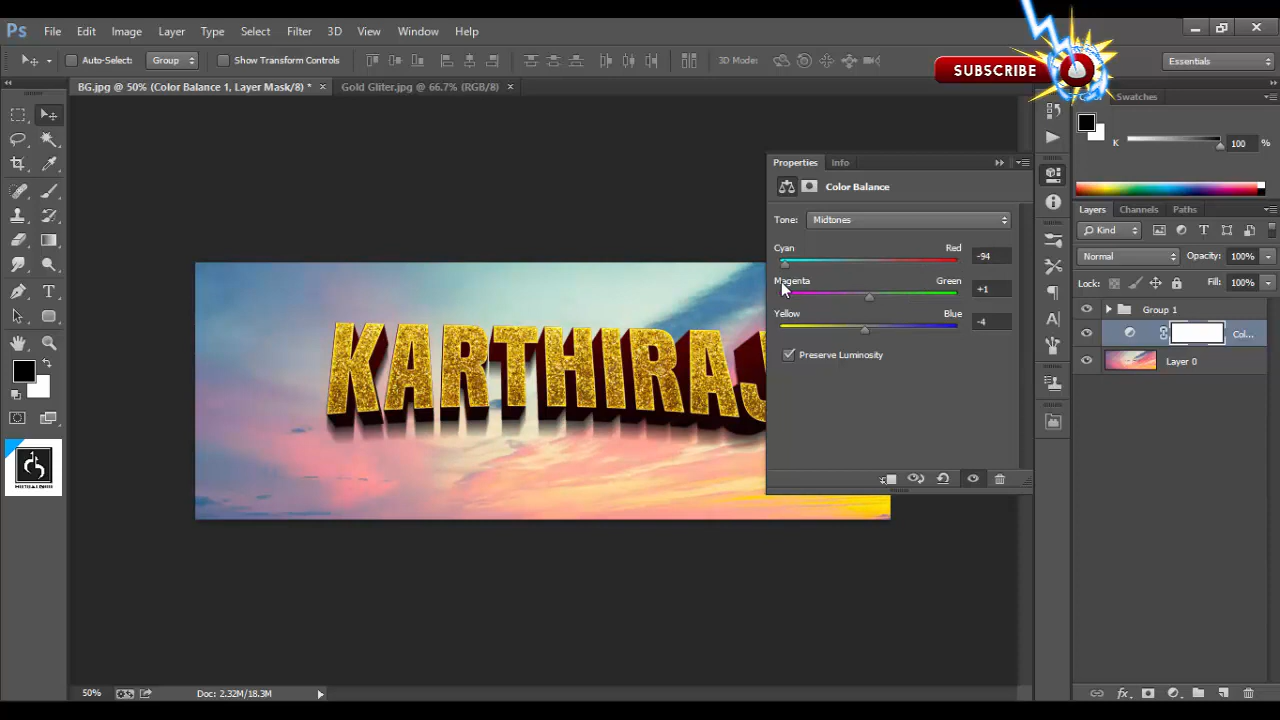 Ps File Edit Image Layer Type Select Filter 3D View Window Help
Auto-Select: Group Show Transform Controls 3D Mode: Essentials
SUBSCRIBE
BG.jpg @ 50% (Color Balance 1, Layer Mask/8) * × Gold Gliter.jpg @ 66.7% (RGB/8) ×
Color Swatches
K 100 %
Properties Info
Color Balance
Tone: Midtones
Cyan Red -94
Magenta Green +1
Yellow Blue -4
Preserve Luminosity
Layers Channels Paths
Kind
Normal Opacity: 100%
Lock: Fill: 100%
Group 1
Col...
Layer 0
KARTHIRAJ
50% Doc: 2.32M/18.3M